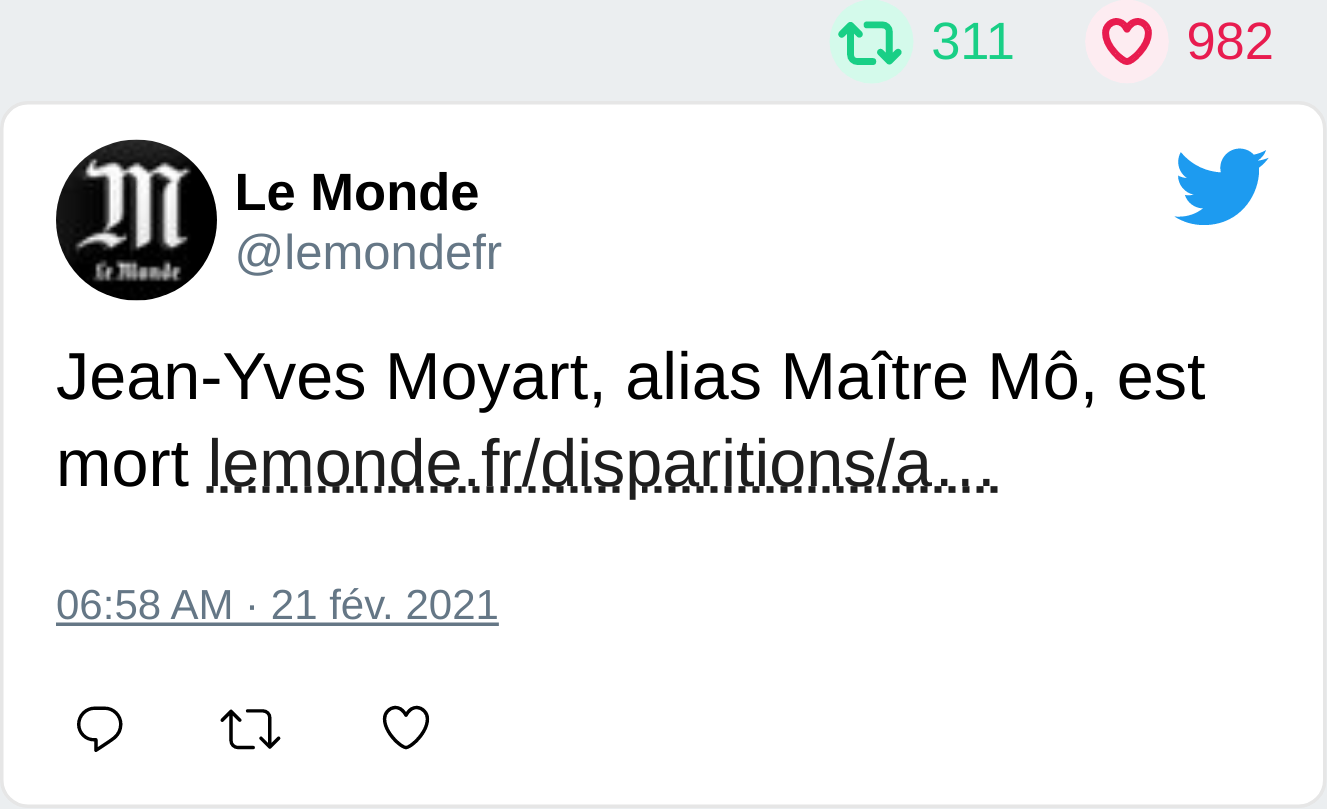 311 982
M
Le Monde
Le Monde
@lemondefr
Jean-Yves Moyart, alias Maître Mô, est
mort lemonde.fr/disparitions/a...
06:58 AM · 21 fév. 2021